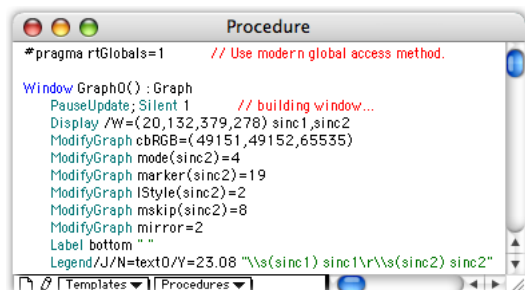 Procedure
#pragma rtGlobals=1 // Use modern global access method.
Window Graph0() : Graph
PauseUpdate; Silent 1 // building window...
Display /W=(20,132,379,278) sinc1,sinc2
ModifyGraph cbRGB=(49151,49152,65535)
ModifyGraph mode(sinc2)=4
ModifyGraph marker(sinc2)=19
ModifyGraph lStyle(sinc2)=2
ModifyGraph mskip(sinc2)=8
ModifyGraph mirror=2
Label bottom " "
Legend/J/N=text0/Y=23.08 "\\s(sinc1) sinc1\r\\s(sinc2) sinc2"
Templates Procedures